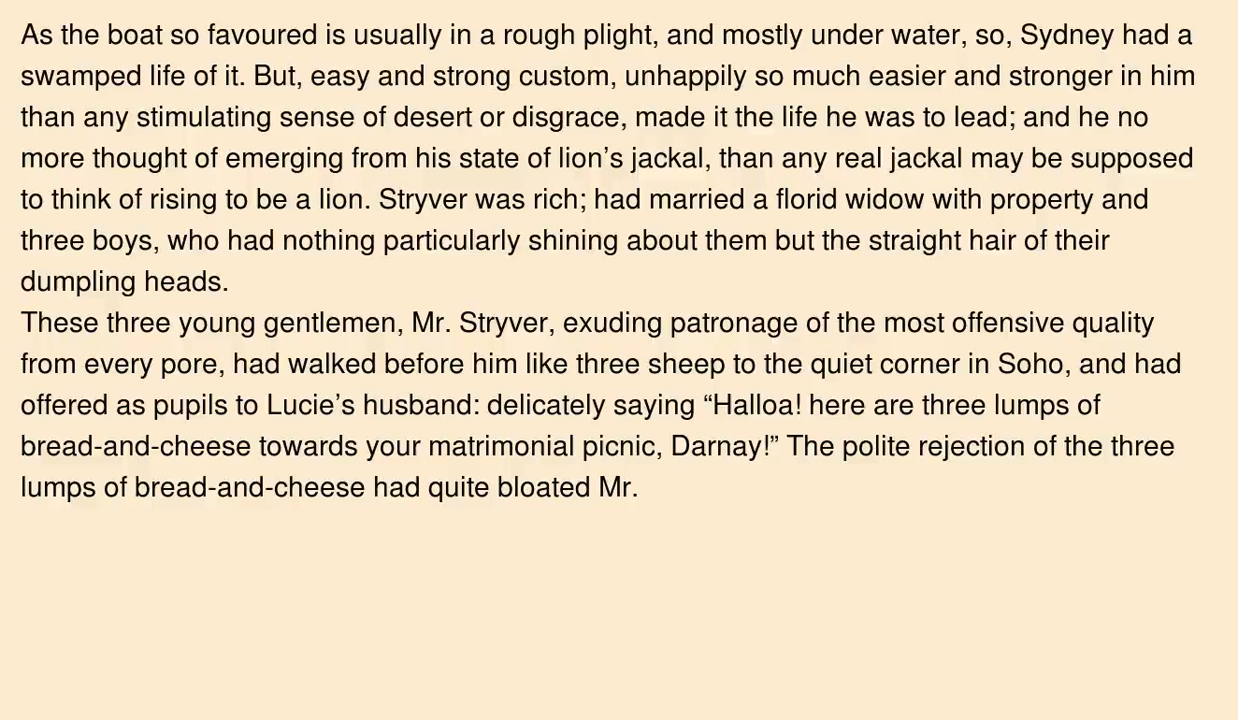 As the boat so favoured is usually in a rough plight, and mostly under water, so, Sydney had a
swamped life of it. But, easy and strong custom, unhappily so much easier and stronger in him
than any stimulating sense of desert or disgrace, made it the life he was to lead; and he no
more thought of emerging from his state of lion’s jackal, than any real jackal may be supposed
to think of rising to be a lion. Stryver was rich; had married a florid widow with property and
three boys, who had nothing particularly shining about them but the straight hair of their
dumpling heads.
These three young gentlemen, Mr. Stryver, exuding patronage of the most offensive quality
from every pore, had walked before him like three sheep to the quiet corner in Soho, and had
offered as pupils to Lucie’s husband: delicately saying “Halloa! here are three lumps of
bread-and-cheese towards your matrimonial picnic, Darnay!” The polite rejection of the three
lumps of bread-and-cheese had quite bloated Mr.